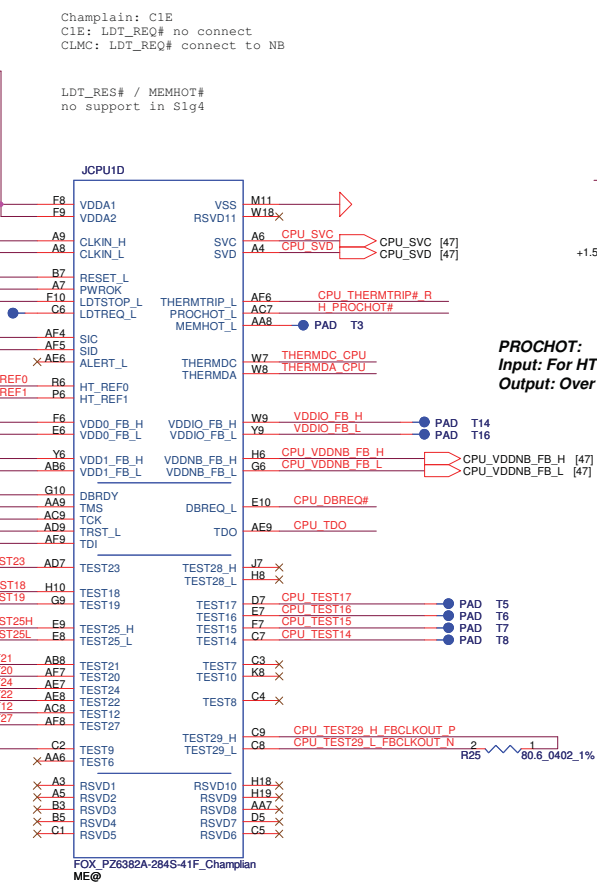 Champlain: C1E
C1E: LDT_REQ# no connect
CLMC: LDT_REQ# connect to NB
LDT_RES# / MEMHOT#
no support in S1g4
JCPU1D
F8 VDDA1 VSS M11
F9 VDDA2 RSVD11 W18
A9 CLKIN_H SVC A6 CPU_SVC CPU_SVC [47]
A8 CLKIN_L SVD A4 CPU_SVD CPU_SVD [47]
+1.5
B7 RESET_L
A7 PWROK
F10 LDTSTOP_L THERMTRIP_L AF6 CPU_THERMTRIP#_R
C6 LDTREQ_L PROCHOT_L AC7 H_PROCHOT#
MEMHOT_L AA8 PAD T3
AF4 SIC
AF5 SID
AE6 ALERT_L THERMDC W7 THERMDC_CPU
THERMDA W8 THERMDA_CPU
PROCHOT:
Input: For HT
Output: Over
REF0 R6 HT_REF0
REF1 P6 HT_REF1
F6 VDD0_FB_H VDDIO_FB_H W9 VDDIO_FB_H PAD T14
E6 VDD0_FB_L VDDIO_FB_L Y9 VDDIO_FB_L PAD T16
Y6 VDD1_FB_H VDDNB_FB_H H6 CPU_VDDNB_FB_H CPU_VDDNB_FB_H [47]
AB6 VDD1_FB_L VDDNB_FB_L G6 CPU_VDDNB_FB_L CPU_VDDNB_FB_L [47]
G10 DBRDY
AA9 TMS DBREQ_L E10 CPU_DBREQ#
AC9 TCK
AD9 TRST_L TDO AE9 CPU_TDO
AF9 TDI
ST23 AD7 TEST23 TEST28_H J7
TEST28_L H8
ST18 H10 TEST18
ST19 G9 TEST19 TEST17 D7 CPU_TEST17 PAD T5
TEST16 E7 CPU_TEST16 PAD T6
ST25H E9 TEST25_H TEST15 F7 CPU_TEST15 PAD T7
ST25L E8 TEST25_L TEST14 C7 CPU_TEST14 PAD T8
21 AB8 TEST21 TEST7 C3
20 AF7 TEST20 TEST10 K8
24 AE7 TEST24
22 AE8 TEST22 TEST8 C4
12 AC8 TEST12
27 AF8 TEST27
TEST29_H C9 CPU_TEST29_H_FBCLKOUT_P
C2 TEST9 TEST29_L C8 CPU_TEST29_L_FBCLKOUT_N 2 1
AA6 TEST6 R25 80.6_0402_1%
A3 RSVD1 RSVD10 H18
A5 RSVD2 RSVD9 H19
B3 RSVD3 RSVD8 AA7
B5 RSVD4 RSVD7 D5
C1 RSVD5 RSVD6 C5
FOX_PZ6382A-284S-41F_Champlian
ME@